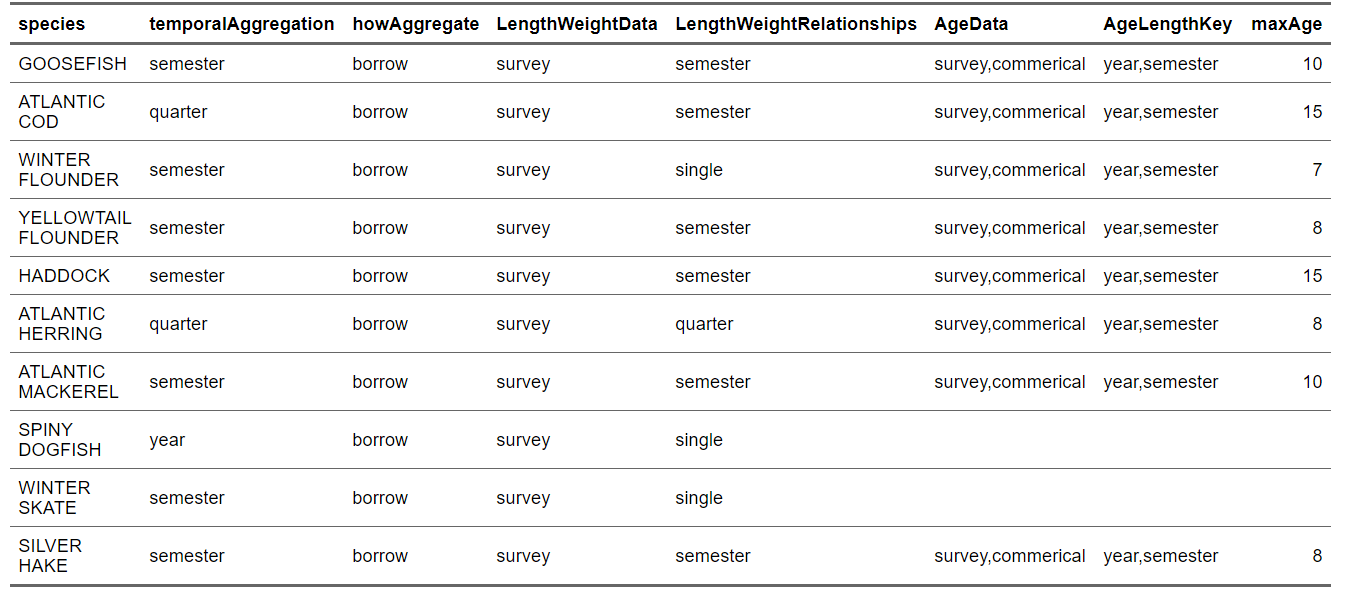 species temporalAggregation howAggregate LengthWeightData LengthWeightRelationships AgeData AgeLengthKey maxAge
GOOSEFISH semester borrow survey semester survey,commerical year,semester 10
ATLANTIC
COD quarter borrow survey semester survey,commerical year,semester 15
WINTER
FLOUNDER semester borrow survey single survey,commerical year,semester 7
YELLOWTAIL
FLOUNDER semester borrow survey semester survey,commerical year,semester 8
HADDOCK semester borrow survey semester survey,commerical year,semester 15
ATLANTIC
HERRING quarter borrow survey quarter survey,commerical year,semester 8
ATLANTIC
MACKEREL semester borrow survey semester survey,commerical year,semester 10
SPINY
DOGFISH year borrow survey single
WINTER
SKATE semester borrow survey single
SILVER
HAKE semester borrow survey semester survey,commerical year,semester 8